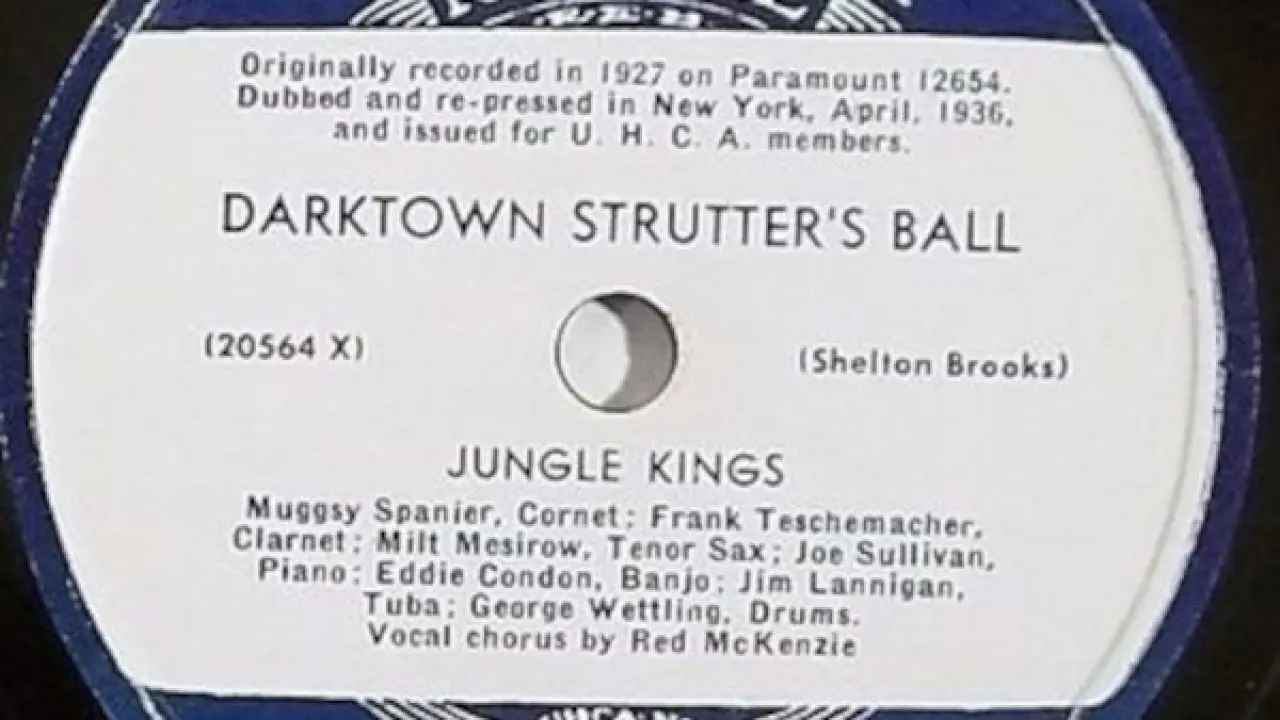 Originally recorded in 1927 on Paramount 12654.
Dubbed and re-pressed in New York, April, 1936,
and issued for U. H. C. A. members.
DARKTOWN STRUTTER'S BALL
(20564 X)
(Shelton Brooks)
JUNGLE KINGS
Muggsy Spanier, Cornet; Frank Teschemacher,
Clarnet; Milt Mesirow, Tenor Sax; Joe Sullivan,
Piano; Eddie Condon, Banjo; Jim Lannigan,
Tuba; George Wettling, Drums.
Vocal chorus by Red McKenzie